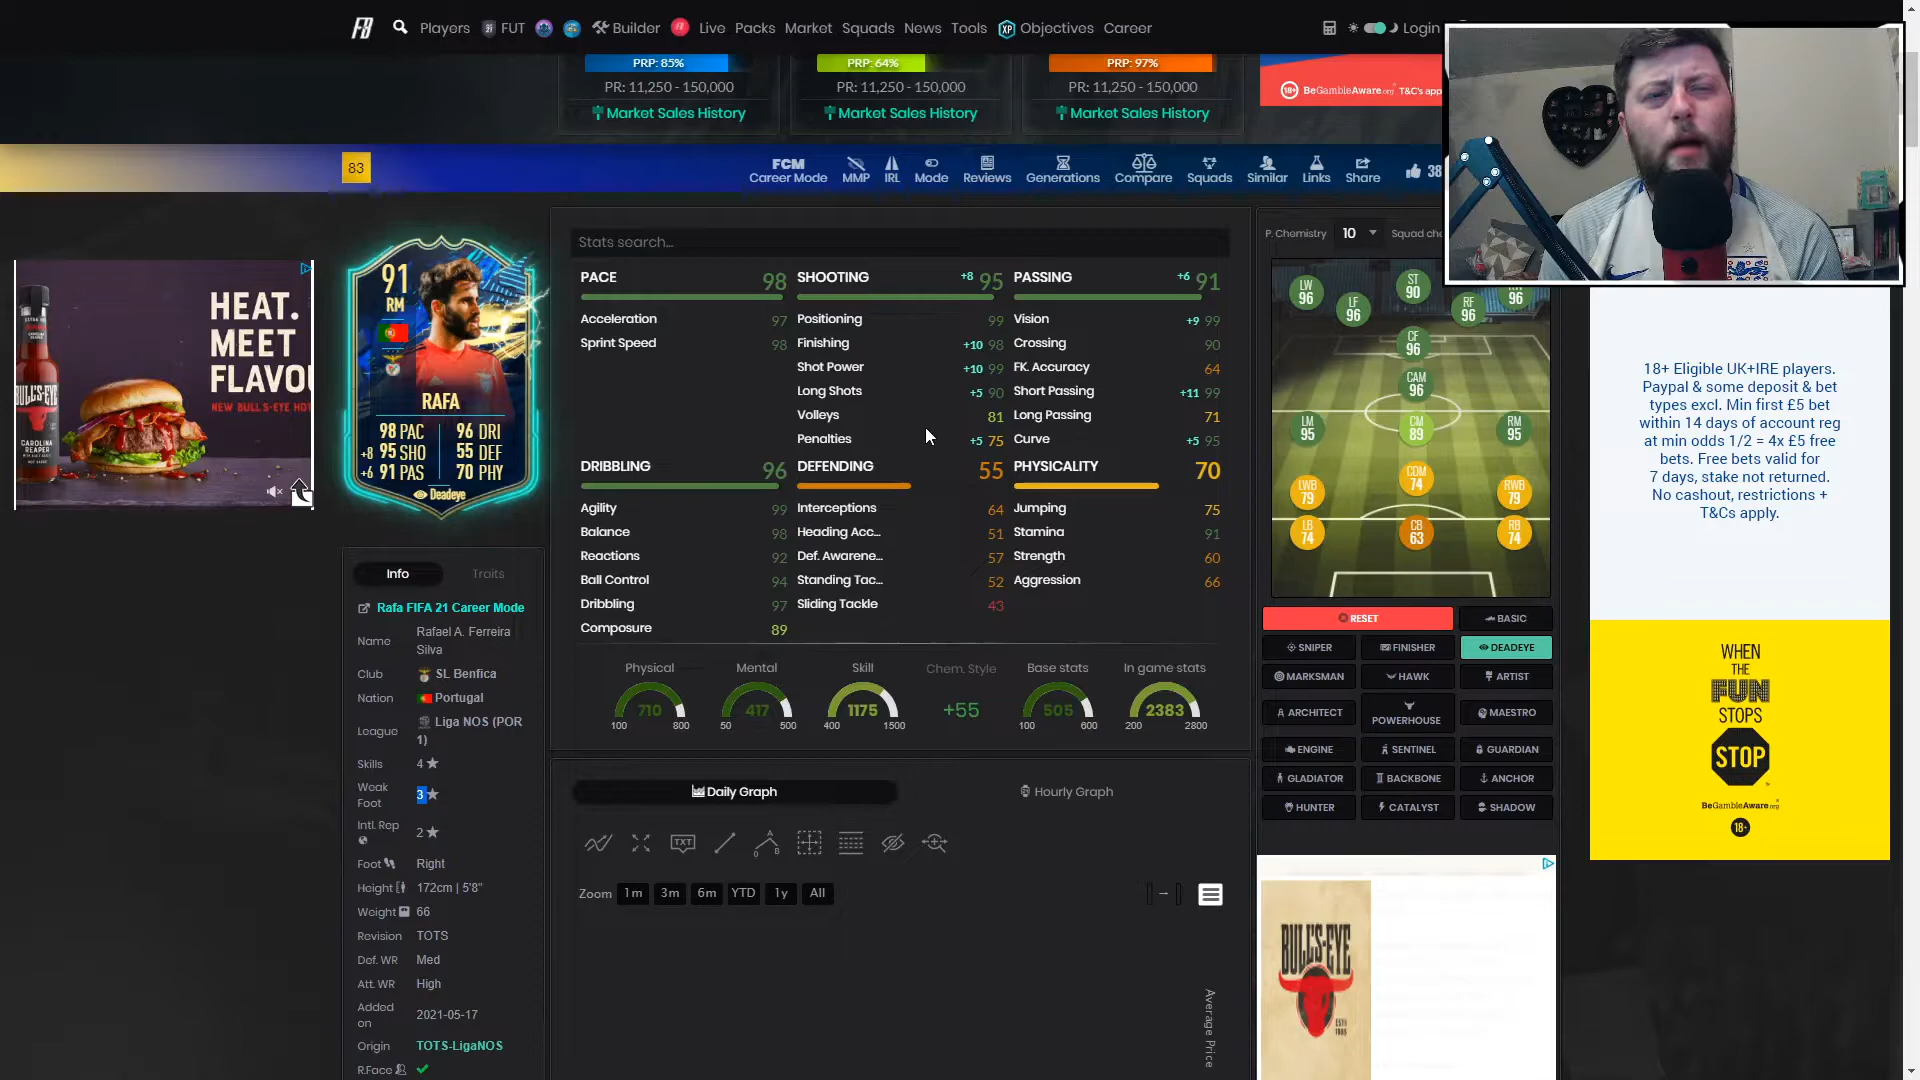 Players FUT Builder Live Packs Market Squads News Tools XP Objectives Career Login
PRP: 85% PRP: 64% PRP: 97%
PR: 11,250 - 150,000 PR: 11,250 - 150,000 PR: 11,250 - 150,000
Market Sales History Market Sales History Market Sales History
18+ BeGambleAware.org T&C's app
83
FCM
Career Mode MMP IRL Mode Reviews Generations Compare Squads Similar Links Share 38
HEAT.
MEET
FLAVO
NEW BULL'S-EYE HO
BULL'S-EYE
CAROLINA
REAPER
91
RM
RAFA
98 PAC 96 DRI
+8 95 SHO 55 DEF
+6 91 PAS 70 PHY
Deadeye
Info Traits
Rafa FIFA 21 Career Mode
Name Rafael A. Ferreira Silva
Club SL Benfica
Nation Portugal
League Liga NOS (POR 1)
Skills 4
Weak Foot 3
Intl. Rep 2
Foot Right
Height 172cm | 5'8"
Weight 66
Revision TOTS
Def. WR Med
Att. WR High
Added on 2021-05-17
Origin TOTS-LigaNOS
R.Face
Stats search...
PACE 98
Acceleration 97
Sprint Speed 98
SHOOTING +8 95
Positioning 99
Finishing +10 98
Shot Power +10 99
Long Shots +5 90
Volleys 81
Penalties +5 75
PASSING +6 91
Vision +9 99
Crossing 90
FK. Accuracy 64
Short Passing +11 99
Long Passing 71
Curve +5 95
DRIBBLING 96
Agility 99
Balance 98
Reactions 92
Ball Control 94
Dribbling 97
Composure 89
DEFENDING 55
Interceptions 64
Heading Acc... 51
Def. Awarene... 57
Standing Tac... 52
Sliding Tackle 43
PHYSICALITY 70
Jumping 75
Stamina 91
Strength 60
Aggression 66
Physical Mental Skill Chem. Style Base stats In game stats
710 417 1175 +55 505 2383
100 800 50 500 400 1500 100 600 200 2800
Daily Graph Hourly Graph
TXT
Zoom 1m 3m 6m YTD 1y All
→
Average Price
P. Chemistry 10 Squad che
LW 96
ST 90
96
LF 96
RF 96
CF 96
CAM 96
LM 95
CM 89
RM 95
LWB 79
CDM 74
RWB 79
LB 74
CB 63
RB 74
RESET BASIC
SNIPER FINISHER DEADEYE
MARKSMAN HAWK ARTIST
ARCHITECT POWERHOUSE MAESTRO
ENGINE SENTINEL GUARDIAN
GLADIATOR BACKBONE ANCHOR
HUNTER CATALYST SHADOW
BULL'S-EYE
18+ Eligible UK+IRE players.
Paypal & some deposit & bet
types excl. Min first £5 bet
within 14 days of account reg
at min odds 1/2 = 4x £5 free
bets. Free bets valid for
7 days, stake not returned.
No cashout, restrictions +
T&Cs apply.
WHEN
THE
FUN
STOPS
STOP
BeGambleAware.org
18+